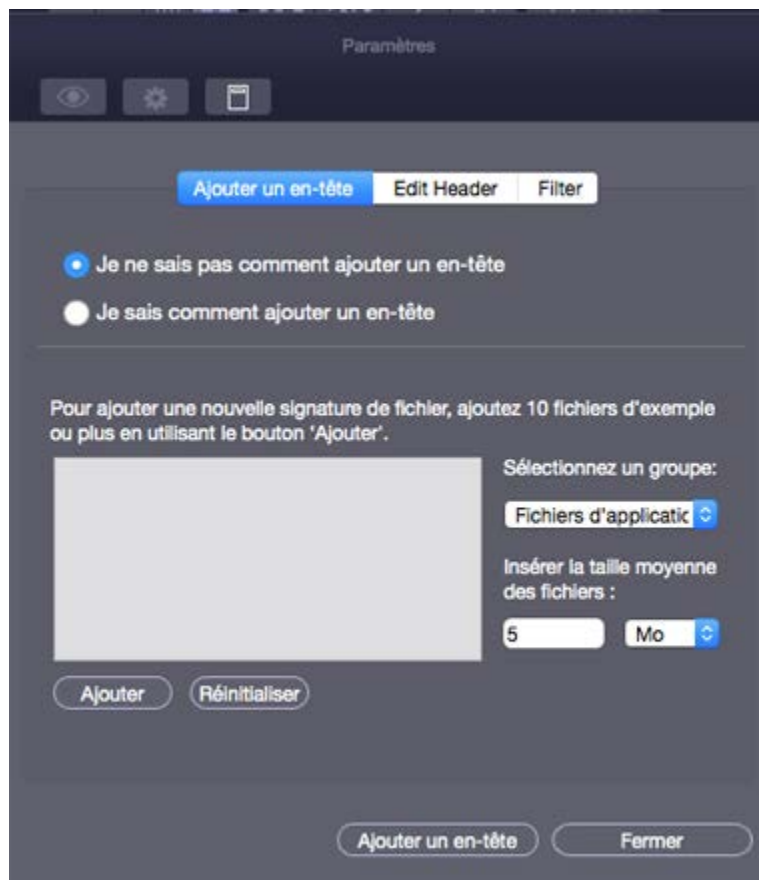 Paramètres
Ajouter un en-tête Edit Header Filter
Je ne sais pas comment ajouter un en-tête
Je sais comment ajouter un en-tête
Pour ajouter une nouvelle signature de fichier, ajoutez 10 fichiers d'exemple
ou plus en utilisant le bouton 'Ajouter'.
Sélectionnez un groupe:
Fichiers d'applicatic
Insérer la taille moyenne
des fichiers :
5 Mo
Ajouter Réinitialiser
Ajouter un en-tête Fermer